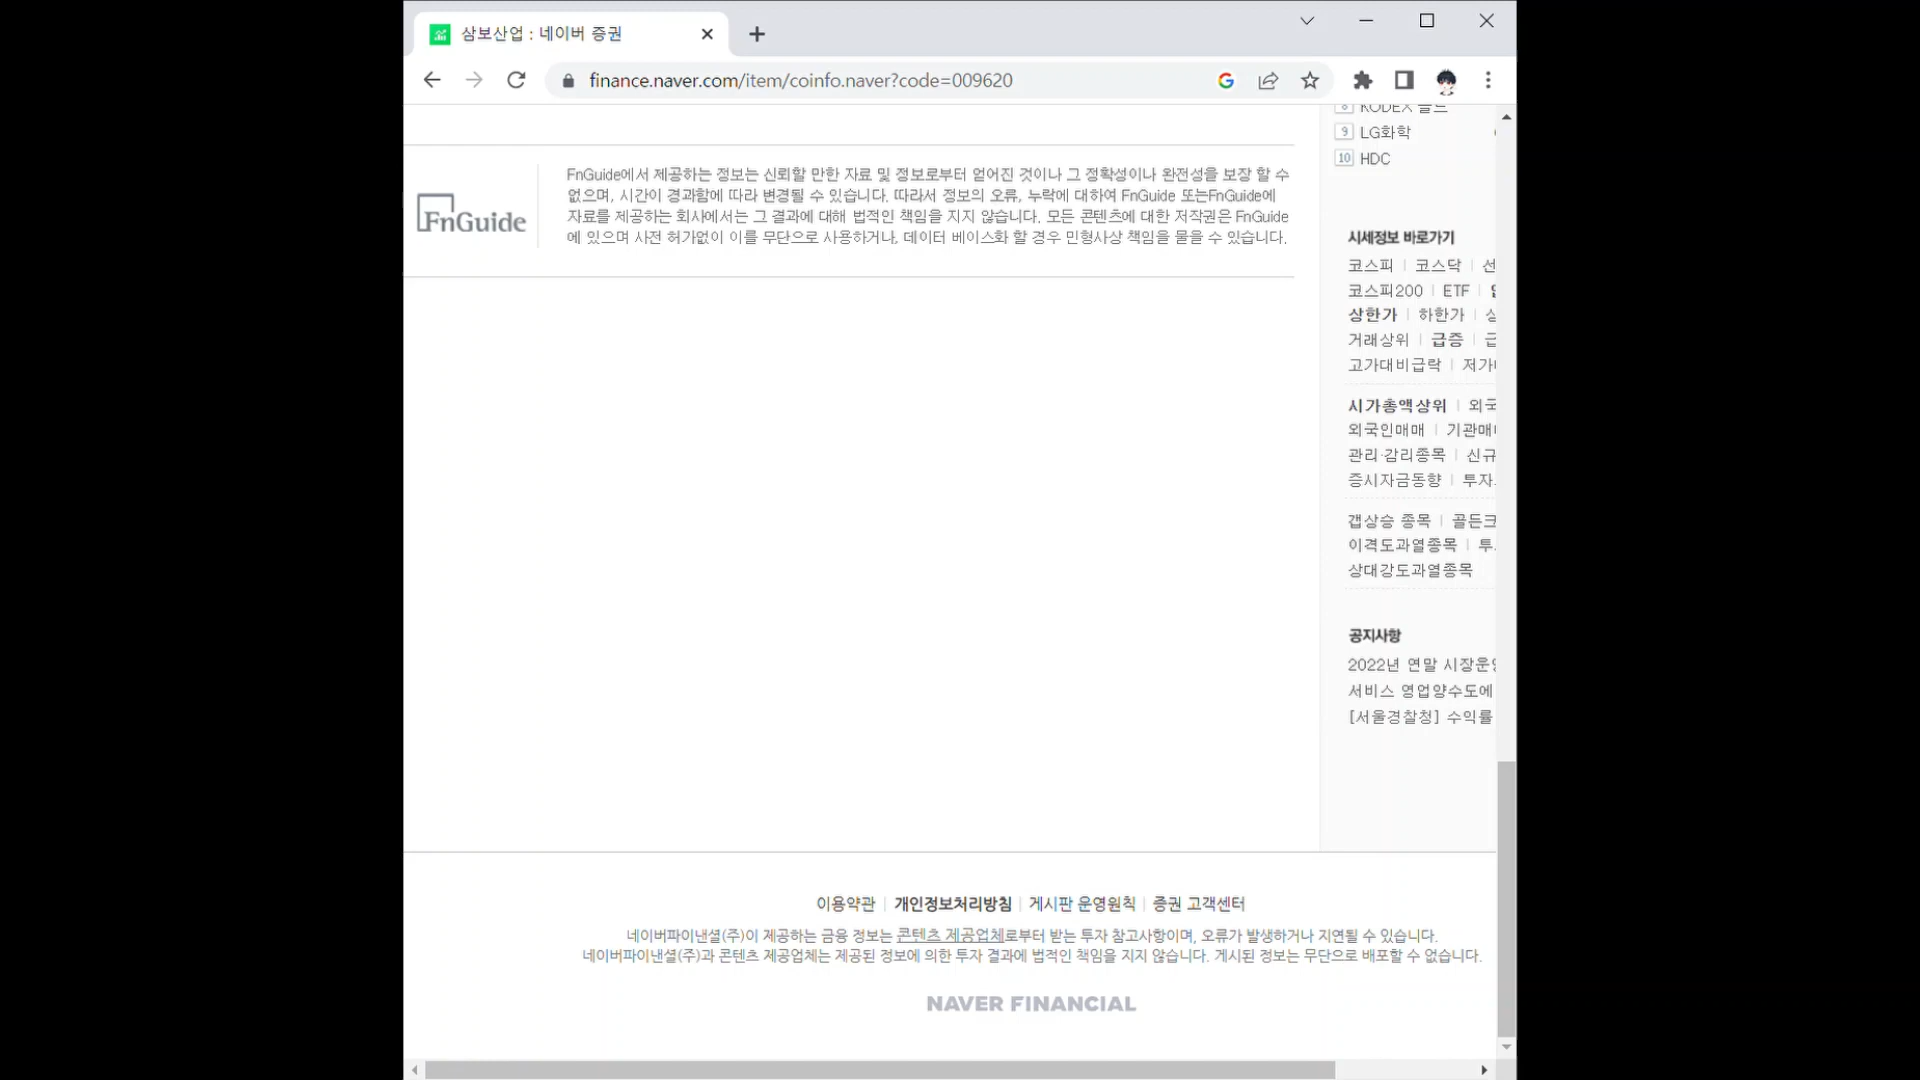 삼보산업 : 네이버 증권
finance.naver.com/item/coinfo.naver?code=009620
8 KODEX 골드
9 LG화학
10 HDC
FnGuide
FnGuide에서 제공하는 정보는 신뢰할 만한 자료 및 정보로부터 얻어진 것이나 그 정확성이나 완전성을 보장 할 수
없으며, 시간이 경과함에 따라 변경될 수 있습니다. 따라서 정보의 오류, 누락에 대하여 FnGuide 또는FnGuide에
자료를 제공하는 회사에서는 그 결과에 대해 법적인 책임을 지지 않습니다. 모든 콘텐츠에 대한 저작권은 FnGuide
에 있으며 사전 허가없이 이를 무단으로 사용하거나, 데이터 베이스화 할 경우 민형사상 책임을 물을 수 있습니다.
시세정보 바로가기
코스피 | 코스닥 | 선
코스피200 | ETF |
상한가 | 하한가 |
거래상위 | 급증 |
고가대비급락 | 저가
시가총액상위 | 외국
외국인매매 | 기관매
관리·감리종목 | 신규
증시자금동향 | 투자
갭상승 종목 | 골든크
이격도과열종목 | 투
상대강도과열종목
공지사항
2022년 연말 시장운영
서비스 영업양수도에
[서울경찰청] 수익률
이용약관 | 개인정보처리방침 | 게시판 운영원칙 | 증권 고객센터
네이버파이낸셜(주)이 제공하는 금융 정보는 콘텐츠 제공업체로부터 받는 투자 참고사항이며, 오류가 발생하거나 지연될 수 있습니다.
네이버파이낸셜(주)과 콘텐츠 제공업체는 제공된 정보에 의한 투자 결과에 법적인 책임을 지지 않습니다. 게시된 정보는 무단으로 배포할 수 없습니다.
NAVER FINANCIAL